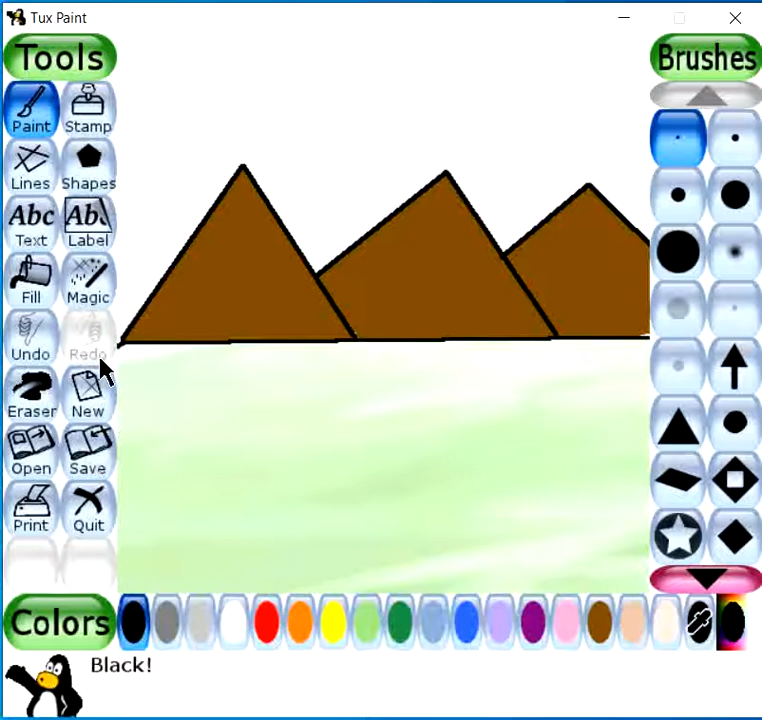 Tux Paint
Tools
Brushes
Paint
Stamp
Lines
Shapes
Abc
Abc
Text
Label
Fill
Magic
Undo
Redo
Eraser
New
Open
Save
Print
Quit
Colors
Black!